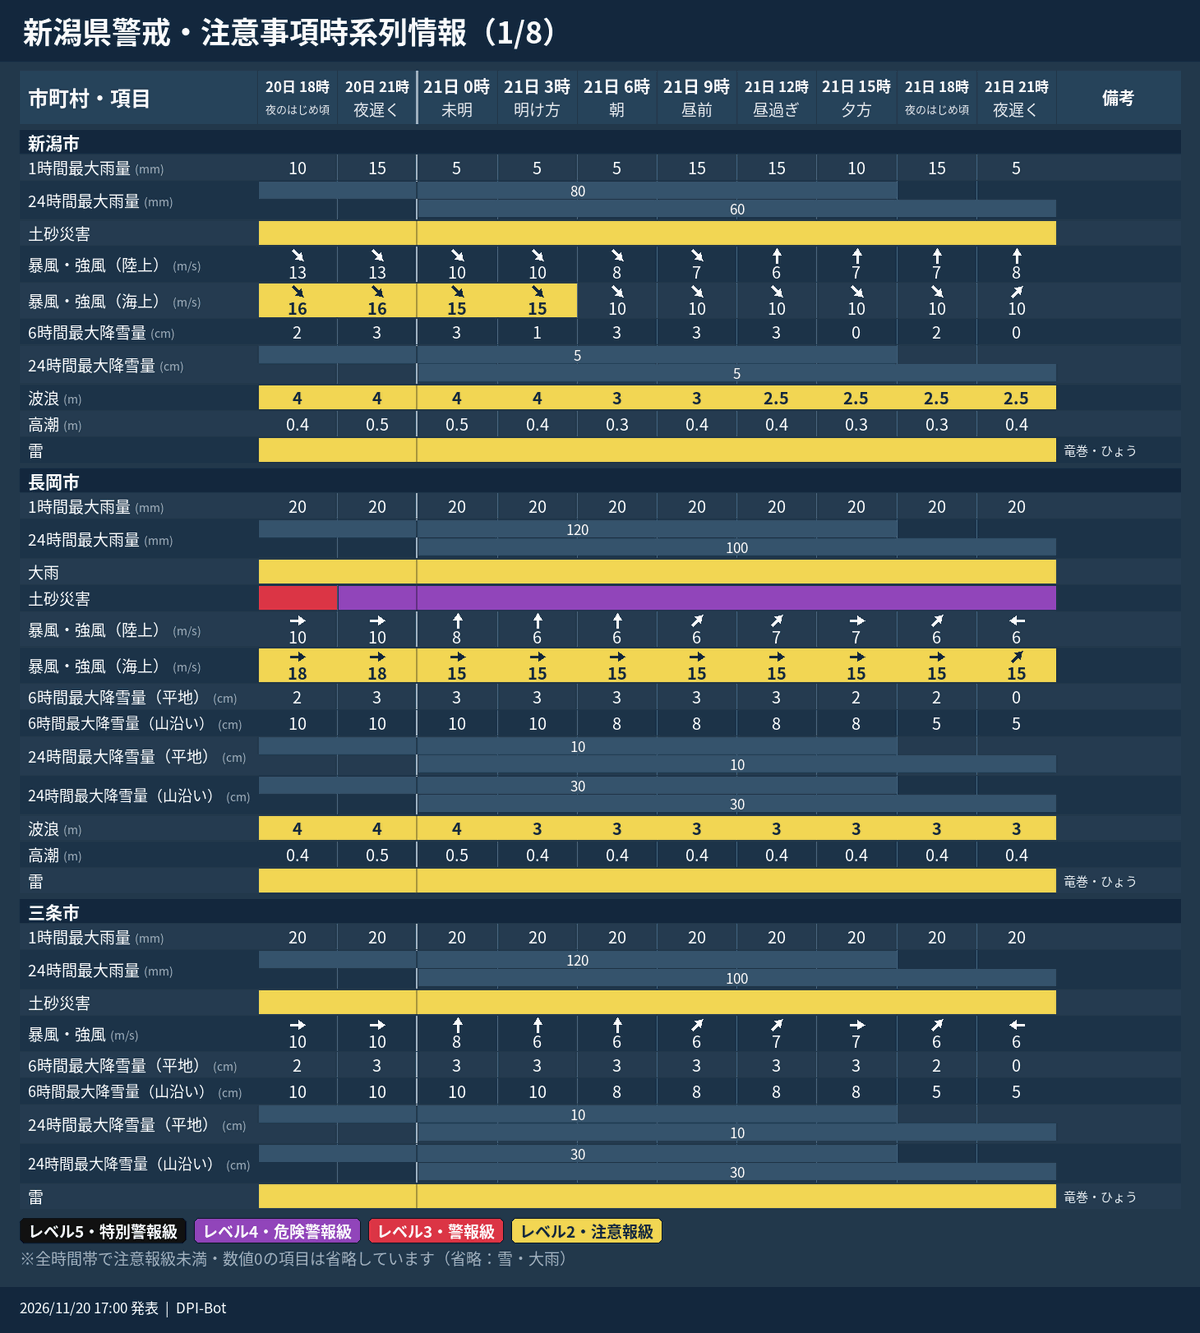 新潟県警戒・注意事項時系列情報（1/8）
市町村・項目 20日 18時 20日 21時 21日 0時 21日 3時 21日 6時 21日 9時 21日 12時 21日 15時 21日 18時 21日 21時 備考
夜のはじめ頃 夜遅く 未明 明け方 朝 昼前 昼過ぎ 夕方 夜のはじめ頃 夜遅く
新潟市
1時間最大雨量 (mm) 10 15 5 5 5 15 15 10 15 5
24時間最大雨量 (mm) 80
60
土砂災害
暴風・強風（陸上） (m/s) 13 13 10 10 8 7 6 7 7 8
暴風・強風（海上） (m/s) 16 16 15 15 10 10 10 10 10 10
6時間最大降雪量 (cm) 2 3 3 1 3 3 3 0 2 0
24時間最大降雪量 (cm) 5
5
波浪 (m) 4 4 4 4 3 3 2.5 2.5 2.5 2.5
高潮 (m) 0.4 0.5 0.5 0.4 0.3 0.4 0.4 0.3 0.3 0.4
雷 竜巻・ひょう
長岡市
1時間最大雨量 (mm) 20 20 20 20 20 20 20 20 20 20
24時間最大雨量 (mm) 120
100
大雨
土砂災害
暴風・強風（陸上） (m/s) 10 10 8 6 6 6 7 7 6 6
暴風・強風（海上） (m/s) 18 18 15 15 15 15 15 15 15 15
6時間最大降雪量（平地） (cm) 2 3 3 3 3 3 3 2 2 0
6時間最大降雪量（山沿い） (cm) 10 10 10 10 8 8 8 8 5 5
24時間最大降雪量（平地） (cm) 10
10
24時間最大降雪量（山沿い） (cm) 30
30
波浪 (m) 4 4 4 3 3 3 3 3 3 3
高潮 (m) 0.4 0.5 0.5 0.4 0.4 0.4 0.4 0.4 0.4 0.4
雷 竜巻・ひょう
三条市
1時間最大雨量 (mm) 20 20 20 20 20 20 20 20 20 20
24時間最大雨量 (mm) 120
100
土砂災害
暴風・強風 (m/s) 10 10 8 6 6 6 7 7 6 6
6時間最大降雪量（平地） (cm) 2 3 3 3 3 3 3 3 2 0
6時間最大降雪量（山沿い） (cm) 10 10 10 10 8 8 8 8 5 5
24時間最大降雪量（平地） (cm) 10
10
24時間最大降雪量（山沿い） (cm) 30
30
雷 竜巻・ひょう
レベル5・特別警報級 レベル4・危険警報級 レベル3・警報級 レベル2・注意報級
※全時間帯で注意報級未満・数値0の項目は省略しています（省略：雪・大雨）
2026/11/20 17:00 発表 | DPI-Bot